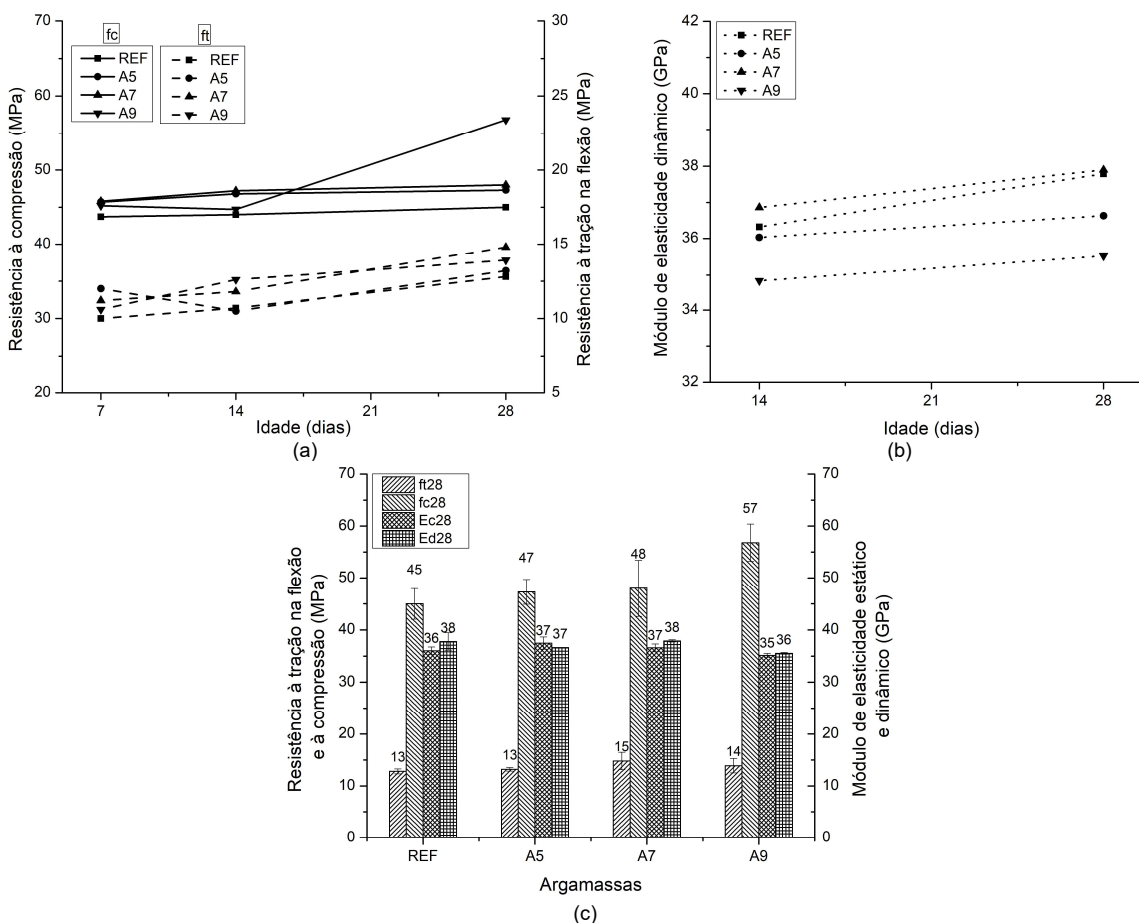 70
60
50
40
30
20
Resistência à compressão (MPa)
fc
REF
A5
A7
A9
ft
REF
A5
A7
A9
30
25
20
15
10
5
Resistência à tração na flexão (MPa)
7 14 21 28
Idade (dias)
(a)
42
40
38
36
34
32
Módulo de elasticidade dinâmico (GPa)
REF
A5
A7
A9
14 21 28
Idade (dias)
(b)
70
60
50
40
30
20
10
0
Resistência à tração na flexão
e à compressão (MPa)
ft28
fc28
Ec28
Ed28
13 45 36 38
13 47 37 37
15 48 37 38
14 57 35 36
70
60
50
40
30
20
10
0
Módulo de elasticidade estático
e dinâmico (GPa)
REF A5 A7 A9
Argamassas
(c)